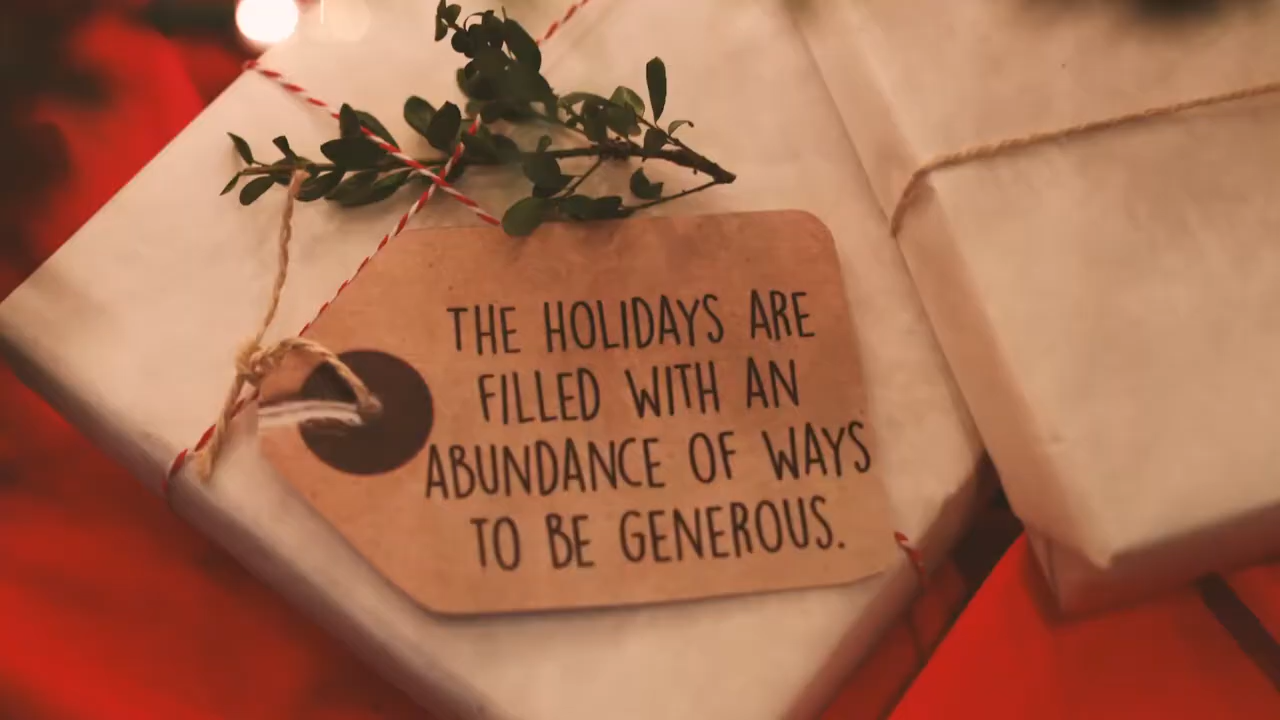 THE HOLIDAYS ARE
FILLED WITH AN
ABUNDANCE OF WAYS
TO BE GENEROUS.